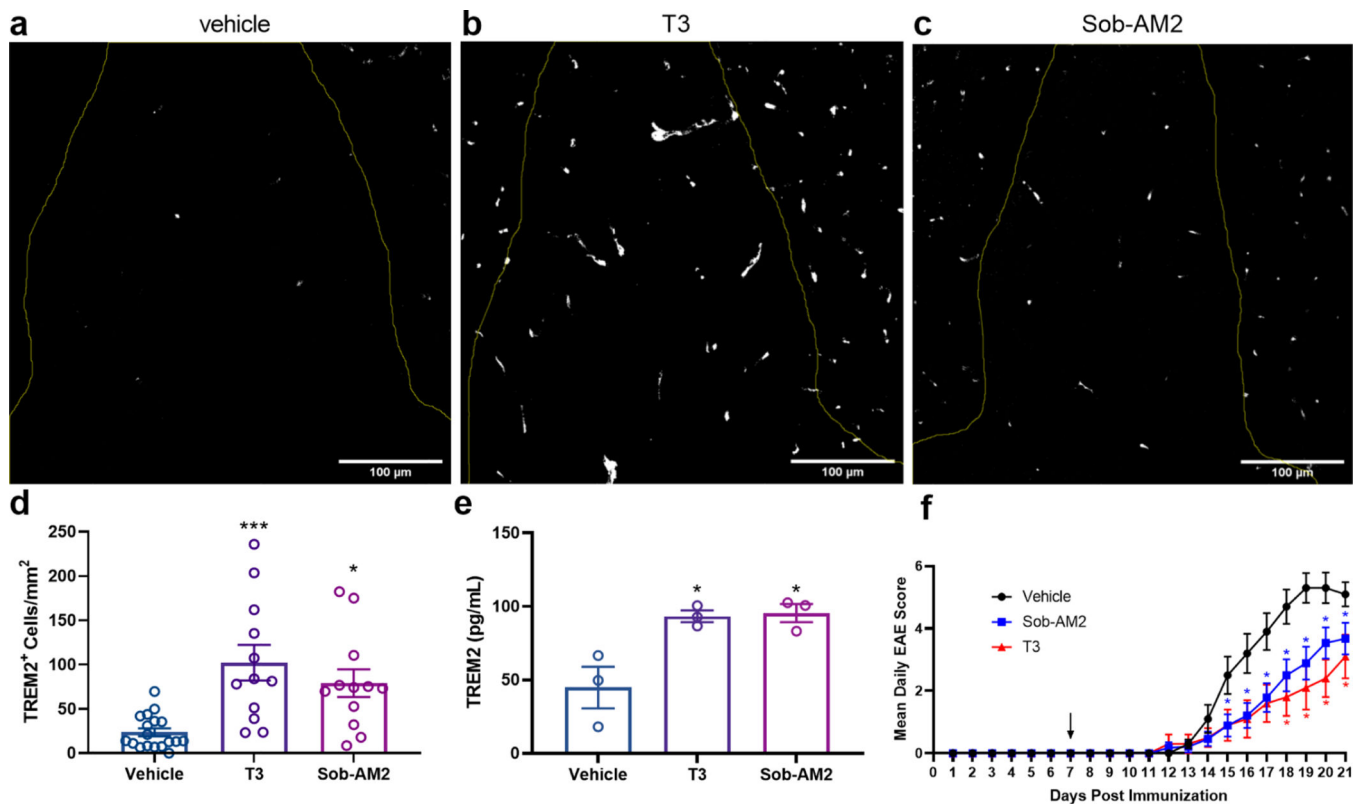 a vehicle
b T3
c Sob-AM2
100 µm
100 µm
100 µm
d
TREM2⁺ Cells/mm²
250
200
150
100
50
0
***
*
Vehicle T3 Sob-AM2
e
TREM2 (pg/mL)
150
100
50
0
* *
Vehicle T3 Sob-AM2
f
Mean Daily EAE Score
6
4
2
0
Vehicle
Sob-AM2
T3
* * * * * * *
* * * *
0 1 2 3 4 5 6 7 8 9 10 11 12 13 14 15 16 17 18 19 20 21
Days Post Immunization